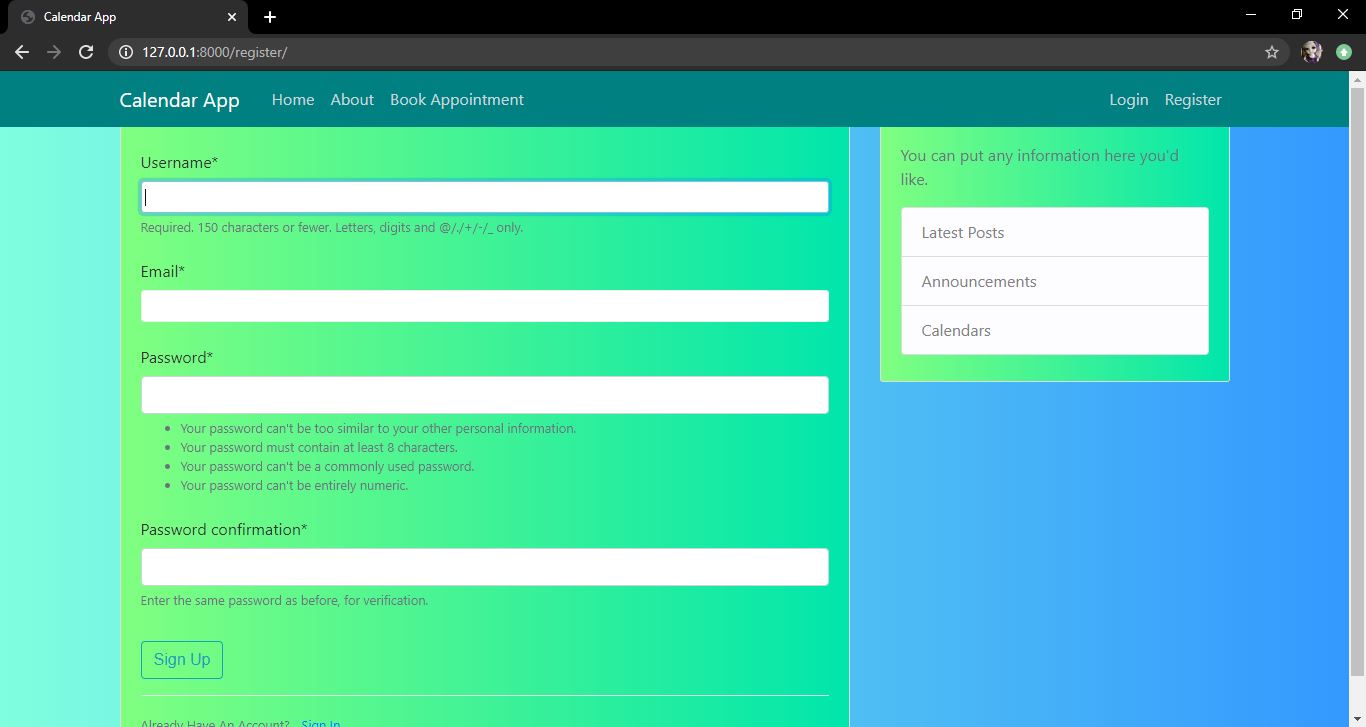 Calendar App
127.0.0.1:8000/register/
Calendar App Home About Book Appointment Login Register
Username*
Required. 150 characters or fewer. Letters, digits and @/./+/-/_ only.
Email*
Password*
Your password can't be too similar to your other personal information.
Your password must contain at least 8 characters.
Your password can't be a commonly used password.
Your password can't be entirely numeric.
Password confirmation*
Enter the same password as before, for verification.
Sign Up
Already Have An Account? Sign In
You can put any information here you'd
like.
Latest Posts
Announcements
Calendars